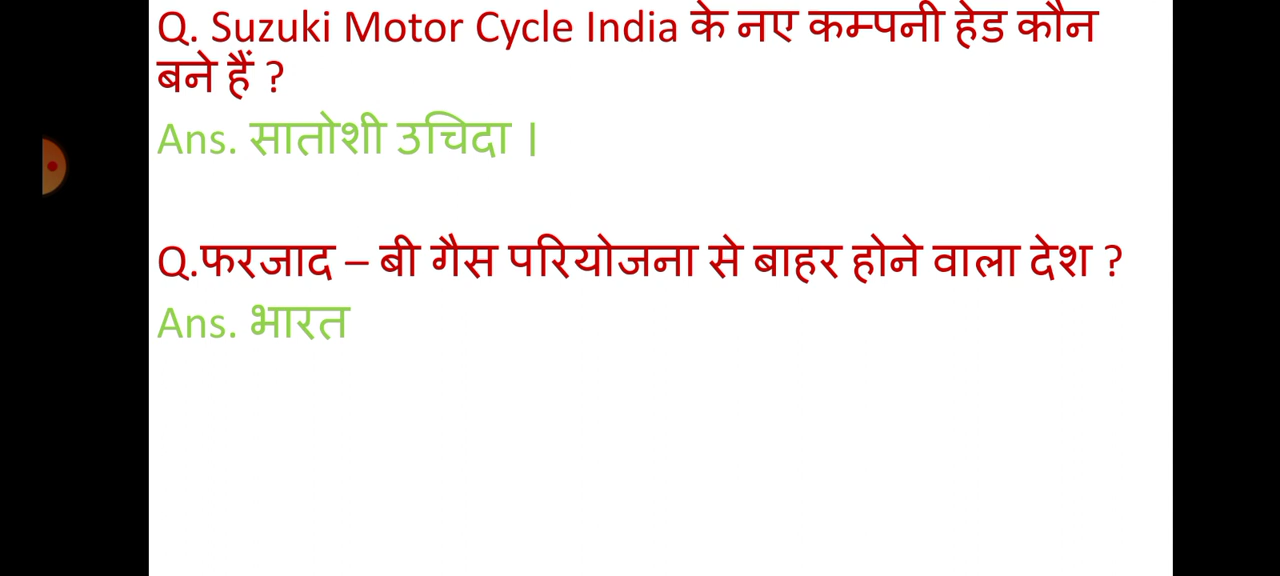 Q. Suzuki Motor Cycle India के नए कम्पनी हेड कौन
बने हैं ?
Ans. सातोशी उचिदा ।
Q.फरजाद – बी गैस परियोजना से बाहर होने वाला देश ?
Ans. भारत